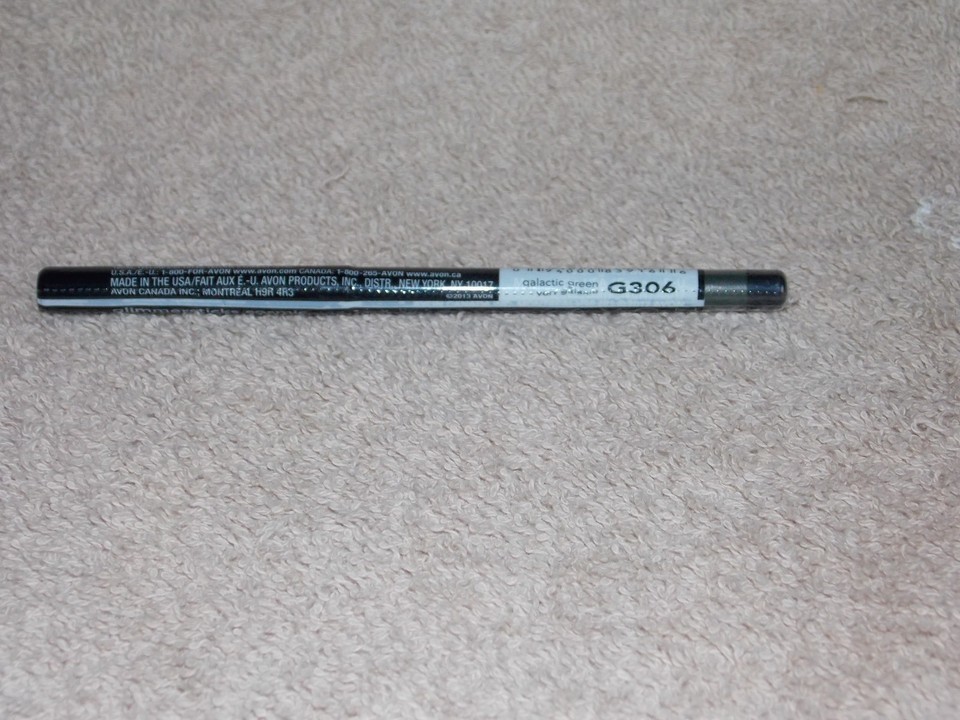 U.S.A./E.-U.: 1-800-FOR-AVON www.avon.com CANADA: 1-800-265-AVON www.avon.ca
MADE IN THE USA/FAIT AUX É.-U. AVON PRODUCTS, INC., DISTR., NEW YORK, NY 10017
AVON CANADA INC., MONTRÉAL H9R 4R3
©2013 AVON
galactic green
G306
glimmersticks